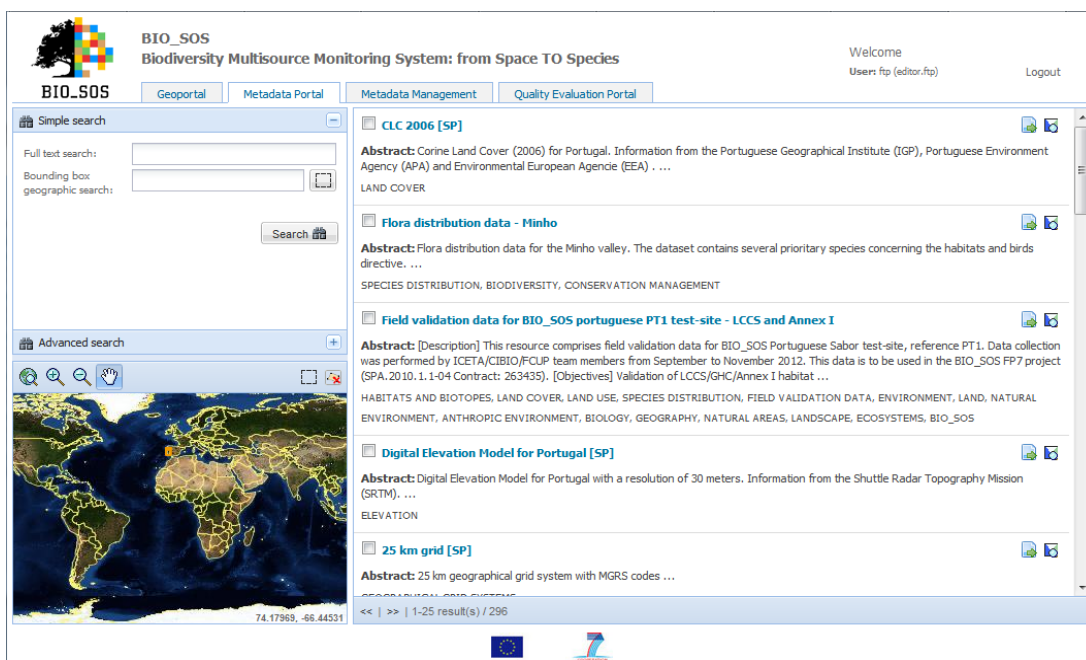 BIO_SOS
Biodiversity Multisource Monitoring System: from Space TO Species
Welcome
User: ftp (editor.ftp)
Logout
BIO_SOS
Geoportal
Metadata Portal
Metadata Management
Quality Evaluation Portal
Simple search
Full text search:
Bounding box
geographic search:
Search
Advanced search
74.17969, -66.44531
CLC 2006 [SP]
Abstract: Corine Land Cover (2006) for Portugal. Information from the Portuguese Geographical Institute (IGP), Portuguese Environment
Agency (APA) and Environmental European Agencie (EEA) . ...
LAND COVER
Flora distribution data - Minho
Abstract: Flora distribution data for the Minho valley. The dataset contains several prioritary species concerning the habitats and birds
directive. ...
SPECIES DISTRIBUTION, BIODIVERSITY, CONSERVATION MANAGEMENT
Field validation data for BIO_SOS portuguese PT1 test-site - LCCS and Annex I
Abstract: [Description] This resource comprises field validation data for BIO_SOS Portuguese Sabor test-site, reference PT1. Data collection
was performed by ICETA/CIBIO/FCUP team members from September to November 2012. This data is to be used in the BIO_SOS FP7 project
(SPA.2010.1.1-04 Contract: 263435). [Objectives] Validation of LCCS/GHC/Annex I habitat ...
HABITATS AND BIOTOPES, LAND COVER, LAND USE, SPECIES DISTRIBUTION, FIELD VALIDATION DATA, ENVIRONMENT, LAND, NATURAL
ENVIRONMENT, ANTHROPIC ENVIRONMENT, BIOLOGY, GEOGRAPHY, NATURAL AREAS, LANDSCAPE, ECOSYSTEMS, BIO_SOS
Digital Elevation Model for Portugal [SP]
Abstract: Digital Elevation Model for Portugal with a resolution of 30 meters. Information from the Shuttle Radar Topography Mission
(SRTM). ...
ELEVATION
25 km grid [SP]
Abstract: 25 km geographical grid system with MGRS codes ...
GEOGRAPHICAL GRID SYSTEMS
<< | >> | 1-25 result(s) / 296